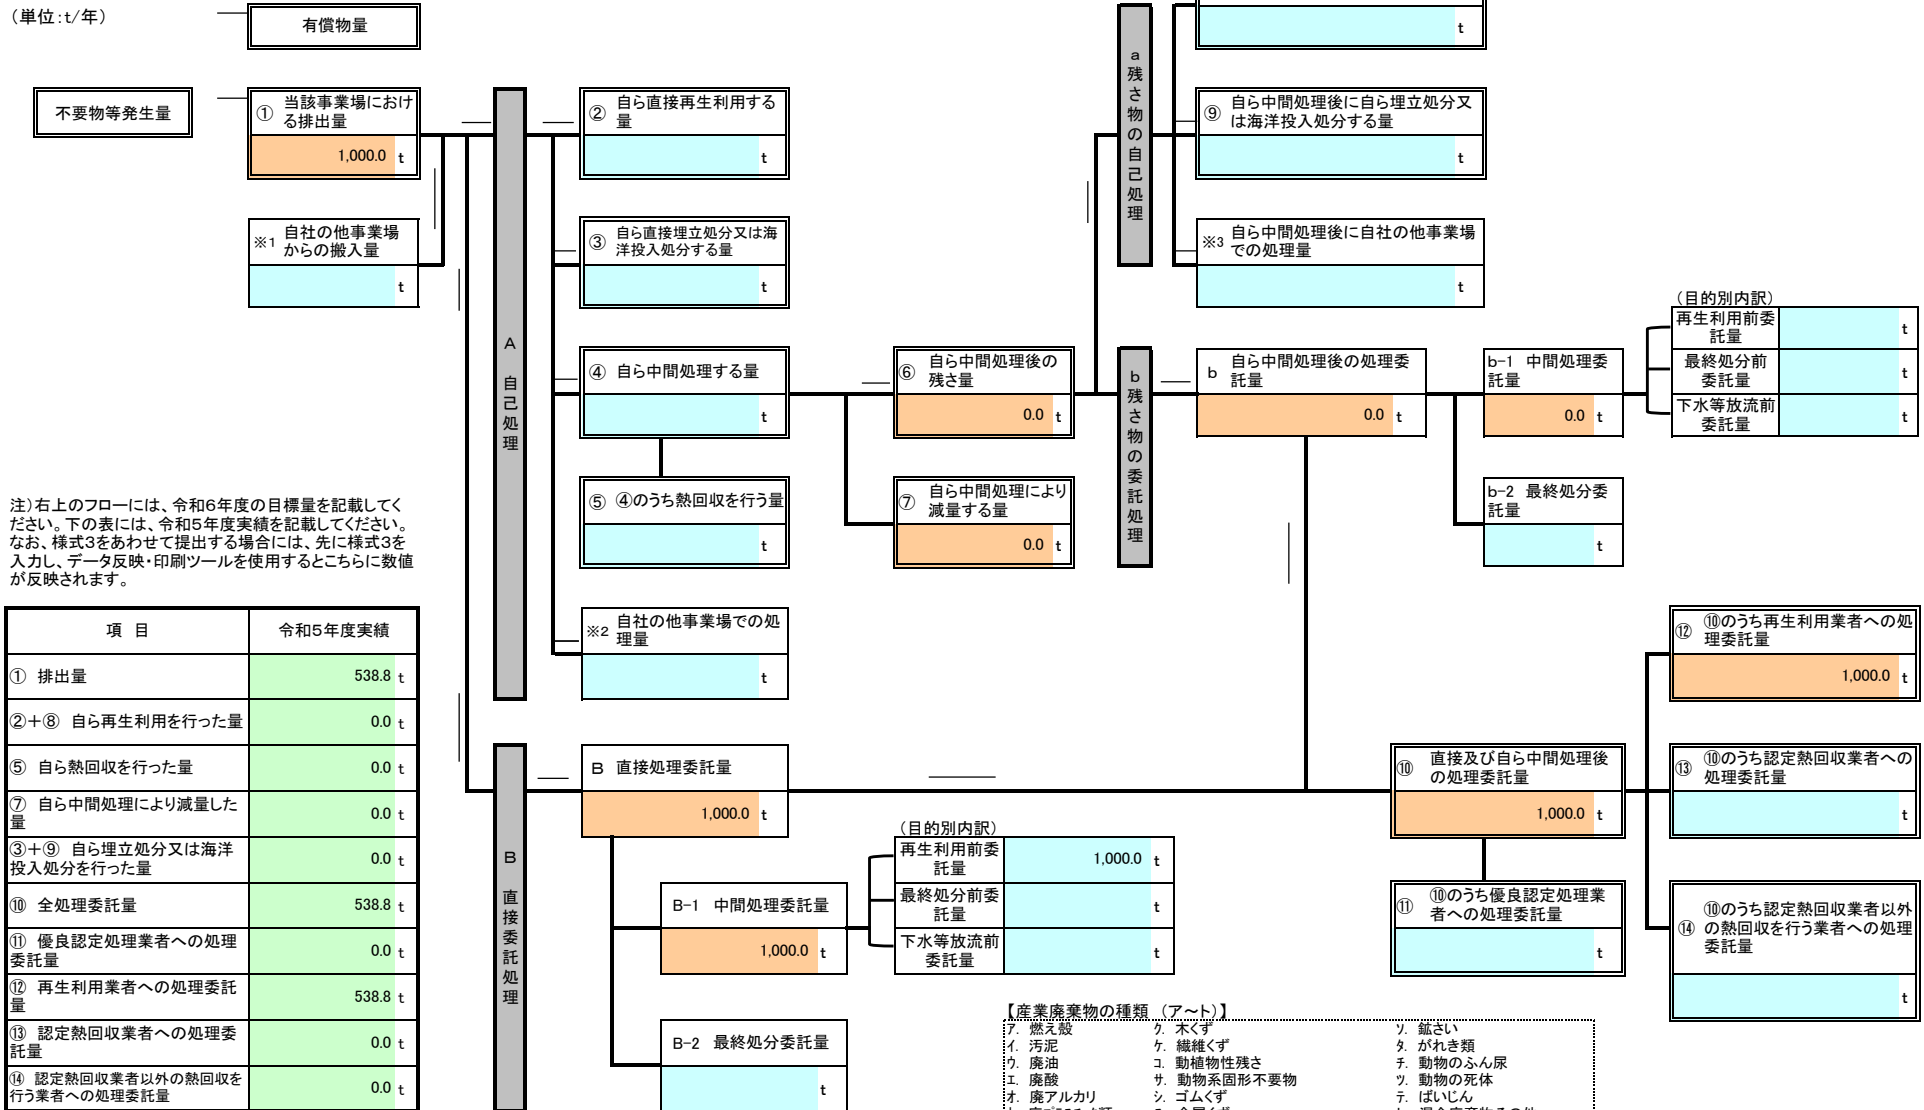 (単位:t/年)
有償物量
t
不要物等発生量
① 当該事業場におけ
る排出量
1,000.0 t
※1 自社の他事業場
からの搬入量
t
A 自己処理
② 自ら直接再生利用する
量
t
③ 自ら直接埋立処分又は海
洋投入処分する量
t
④ 自ら中間処理する量
t
⑤ ④のうち熱回収を行う量
t
※2 自社の他事業場での処
理量
t
⑥ 自ら中間処理後の
残さ量
0.0 t
⑦ 自ら中間処理により
減量する量
0.0 t
a 残さ物の自己処理
⑨ 自ら中間処理後に自ら埋立処分又
は海洋投入処分する量
t
※3 自ら中間処理後に自社の他事業場
での処理量
t
b 残さ物の委託処理
b 自ら中間処理後の処理委
託量
0.0 t
b-1 中間処理委
託量
0.0 t
(目的別内訳)
再生利用前委
託量
t
最終処分前
委託量
t
下水等放流前
委託量
t
b-2 最終処分委
託量
t
注)右上のフローには、令和6年度の目標量を記載してく
ださい。下の表には、令和5年度実績を記載してください。
なお、様式3をあわせて提出する場合には、先に様式3を
入力し、データ反映・印刷ツールを使用するとこちらに数値
が反映されます。
項 目 令和5年度実績
① 排出量 538.8 t
②+⑧ 自ら再生利用を行った量 0.0 t
⑤ 自ら熱回収を行った量 0.0 t
⑦ 自ら中間処理により減量した
量 0.0 t
③+⑨ 自ら埋立処分又は海洋
投入処分を行った量 0.0 t
⑩ 全処理委託量 538.8 t
⑪ 優良認定処理業者への処理
委託量 0.0 t
⑫ 再生利用業者への処理委託
量 538.8 t
⑬ 認定熱回収業者への処理委
託量 0.0 t
⑭ 認定熱回収業者以外の熱回収を
行う業者への処理委託量 0.0 t
B 直接委託処理
B 直接処理委託量
1,000.0 t
B-1 中間処理委託量
1,000.0 t
(目的別内訳)
再生利用前委
託量
1,000.0 t
最終処分前委
託量
t
下水等放流前
委託量
t
B-2 最終処分委託量
t
⑩ 直接及び自ら中間処理後
の処理委託量
1,000.0 t
⑪ ⑩のうち優良認定処理業
者への処理委託量
t
⑫ ⑩のうち再生利用業者への処
理委託量
1,000.0 t
⑬ ⑩のうち認定熱回収業者への
処理委託量
t
⑭ ⑩のうち認定熱回収業者以外
の熱回収を行う業者への処理
委託量
t
【産業廃棄物の種類 (ア~ト)】
ア. 燃え殻 ク. 木くず ソ. 鉱さい
イ. 汚泥 ケ. 繊維くず タ. がれき類
ウ. 廃油 コ. 動植物性残さ チ. 動物のふん尿
エ. 廃酸 サ. 動物系固形不要物 ツ. 動物の死体
オ. 廃アルカリ シ. ゴムくず テ. ばいじん